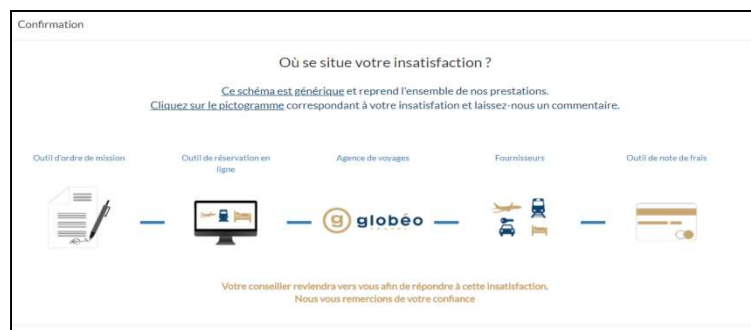 Confirmation
Où se situe votre insatisfaction ?
Ce schéma est générique et reprend l'ensemble de nos prestations.
Cliquez sur le pictogramme correspondant à votre insatisfation et laissez-nous un commentaire.
Outil d'ordre de mission
Outil de réservation en
ligne
Agence de voyages
Fournisseurs
Outil de note de frais
g globéo
Votre conseiller reviendra vers vous afin de répondre à cette insatisfaction.
Nous vous remercions de votre confiance